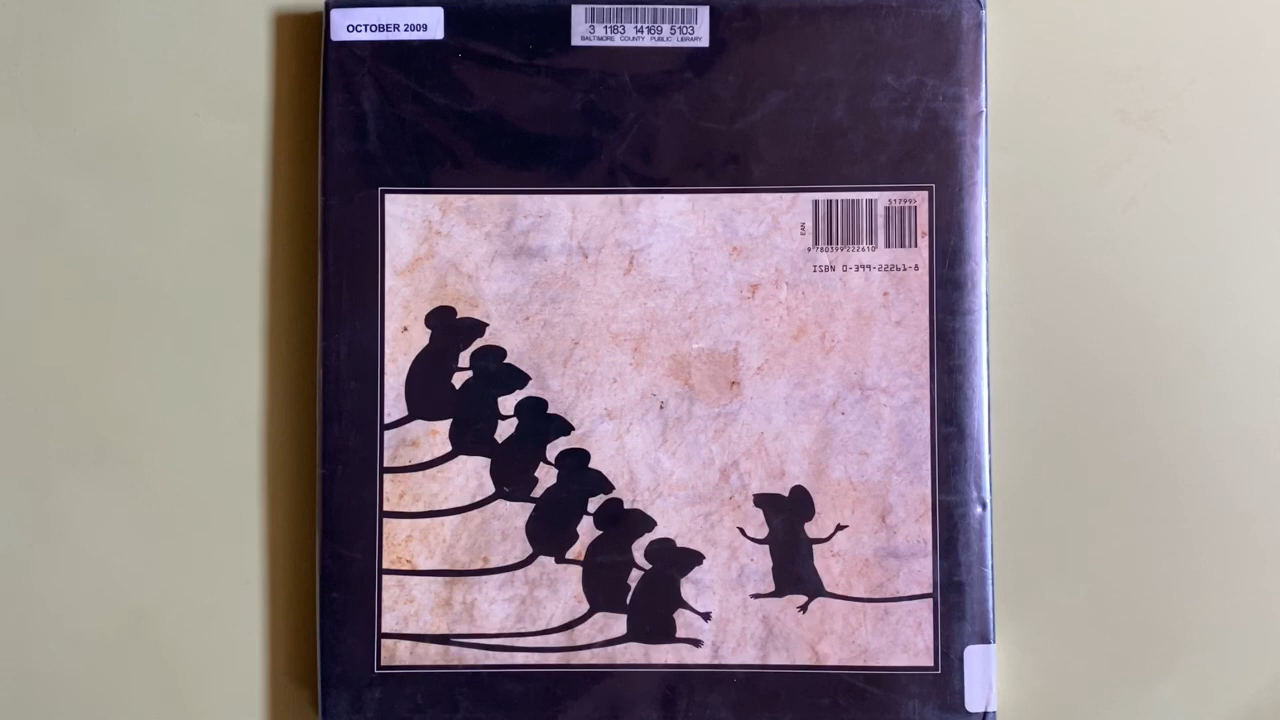 OCTOBER 2009
3 1183 14169 5103
BALTIMORE COUNTY PUBLIC LIBRARY
51799>
EAN
9 780399 222610
ISBN 0-399-22261-8